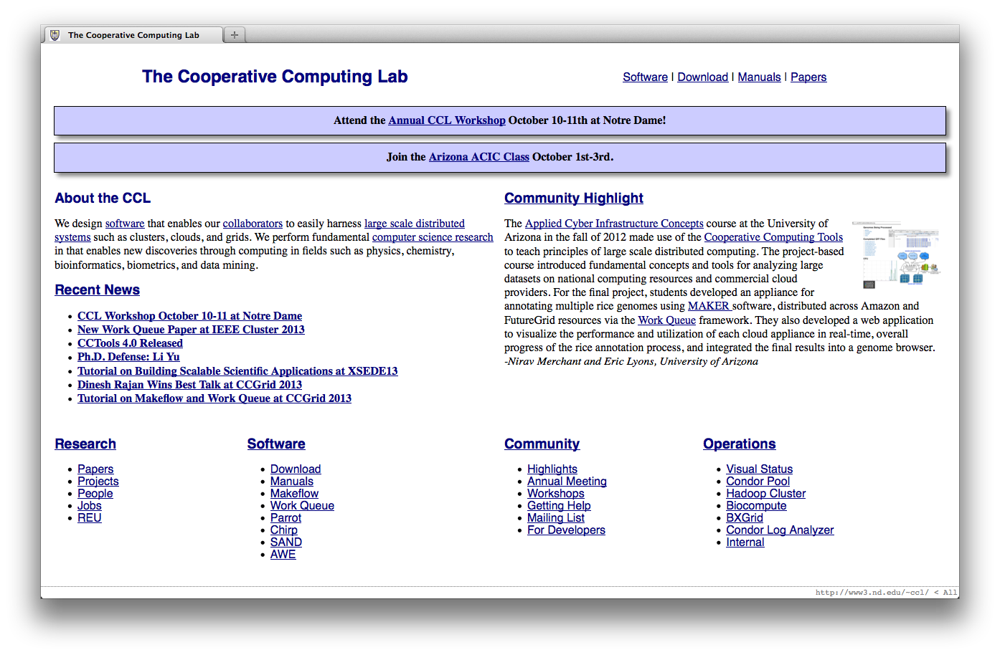 The Cooperative Computing Lab
The Cooperative Computing Lab
Software | Download | Manuals | Papers
Attend the Annual CCL Workshop October 10-11th at Notre Dame!
Join the Arizona ACIC Class October 1st-3rd.
About the CCL
We design software that enables our collaborators to easily harness large scale distributed
systems such as clusters, clouds, and grids. We perform fundamental computer science research
in that enables new discoveries through computing in fields such as physics, chemistry,
bioinformatics, biometrics, and data mining.
Recent News
• CCL Workshop October 10-11 at Notre Dame
• New Work Queue Paper at IEEE Cluster 2013
• CCTools 4.0 Released
• Ph.D. Defense: Li Yu
• Tutorial on Building Scalable Scientific Applications at XSEDE13
• Dinesh Rajan Wins Best Talk at CCGrid 2013
• Tutorial on Makeflow and Work Queue at CCGrid 2013
Community Highlight
The Applied Cyber Infrastructure Concepts course at the University of
Arizona in the fall of 2012 made use of the Cooperative Computing Tools
to teach principles of large scale distributed computing. The project-based
course introduced fundamental concepts and tools for analyzing large
datasets on national computing resources and commercial cloud
providers. For the final project, students developed an appliance for
annotating multiple rice genomes using MAKER software, distributed across Amazon and
FutureGrid resources via the Work Queue framework. They also developed a web application
to visualize the performance and utilization of each cloud appliance in real-time, overall
progress of the rice annotation process, and integrated the final results into a genome browser.
-Nirav Merchant and Eric Lyons, University of Arizona
Research
• Papers
• Projects
• People
• Jobs
• REU
Software
• Download
• Manuals
• Makeflow
• Work Queue
• Parrot
• Chirp
• SAND
• AWE
Community
• Highlights
• Annual Meeting
• Workshops
• Getting Help
• Mailing List
• For Developers
Operations
• Visual Status
• Condor Pool
• Hadoop Cluster
• Biocompute
• BXGrid
• Condor Log Analyzer
• Internal
http://www3.nd.edu/~ccl/ < All